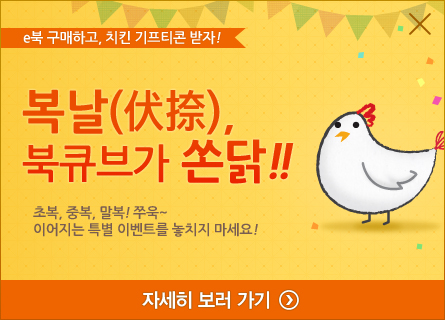 e북 구매하고, 치킨 기프티콘 받자!
복날(伏捺),
북큐브가 쏜닭!!
초복, 중복, 말복! 쭈욱~
이어지는 특별 이벤트를 놓치지 마세요!
자세히 보러 가기